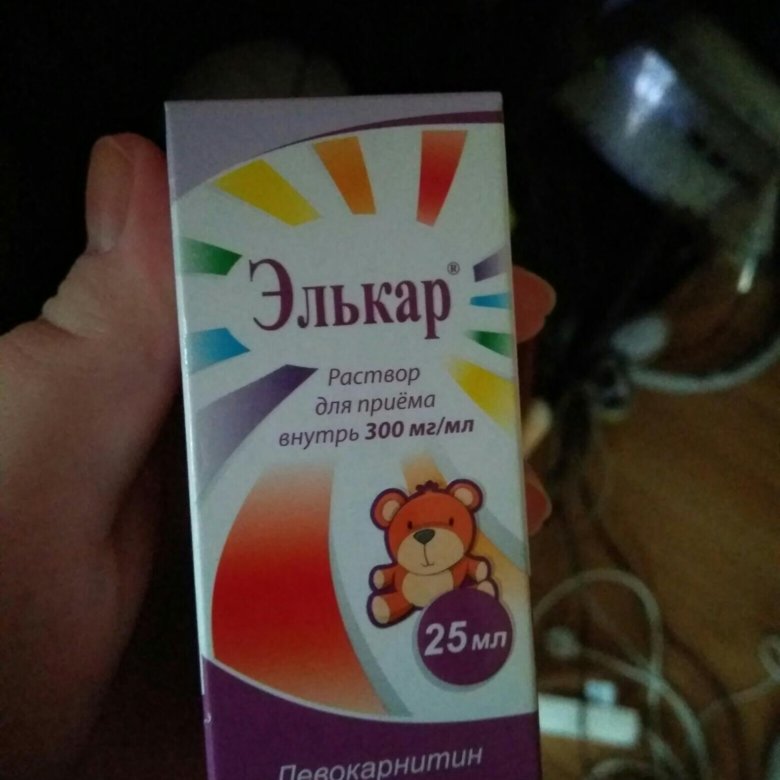 Элькар®
Раствор
для приёма
внутрь 300 мг/мл
25 мл
Левокарнитин